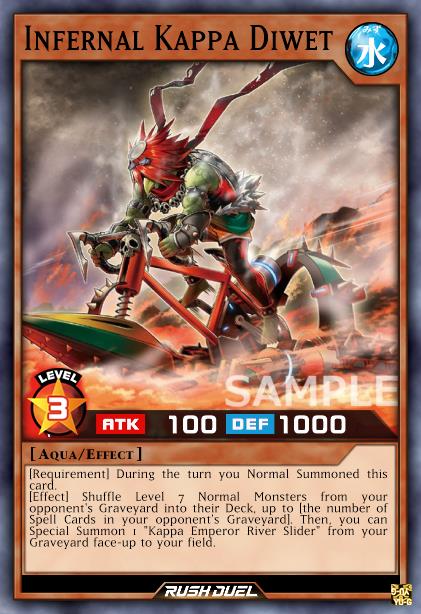 Infernal Kappa Diwet
みず
水
SAMPLE
LEVEL
3
ATK 100 DEF 1000
[ Aqua/Effect ]
[Requirement] During the turn you Normal Summoned this
card.
[Effect] Shuffle Level 7 Normal Monsters from your
opponent's Graveyard into their Deck, up to [the number of
Spell Cards in your opponent's Graveyard]. Then, you can
Special Summon 1 "Kappa Emperor River Slider" from your
Graveyard face-up to your field.
RUSH DUEL